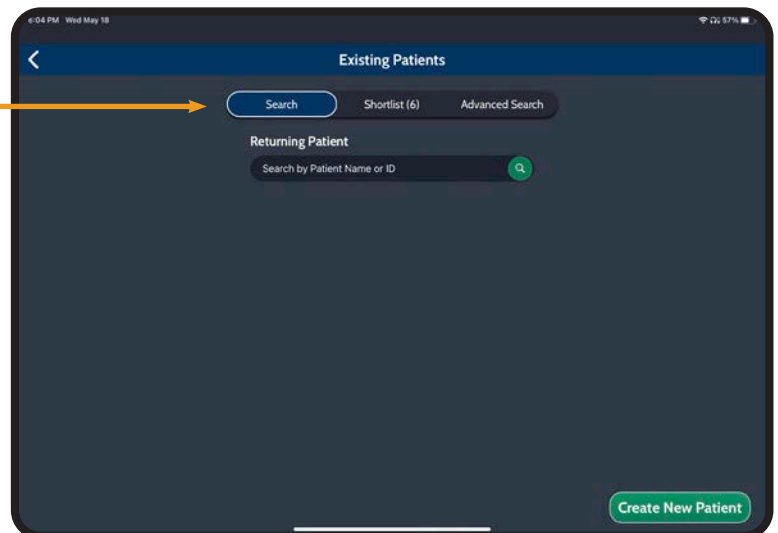 6:04 PM Wed May 18 57%
Existing Patients
Search Shortlist (6) Advanced Search
Returning Patient
Search by Patient Name or ID
Create New Patient